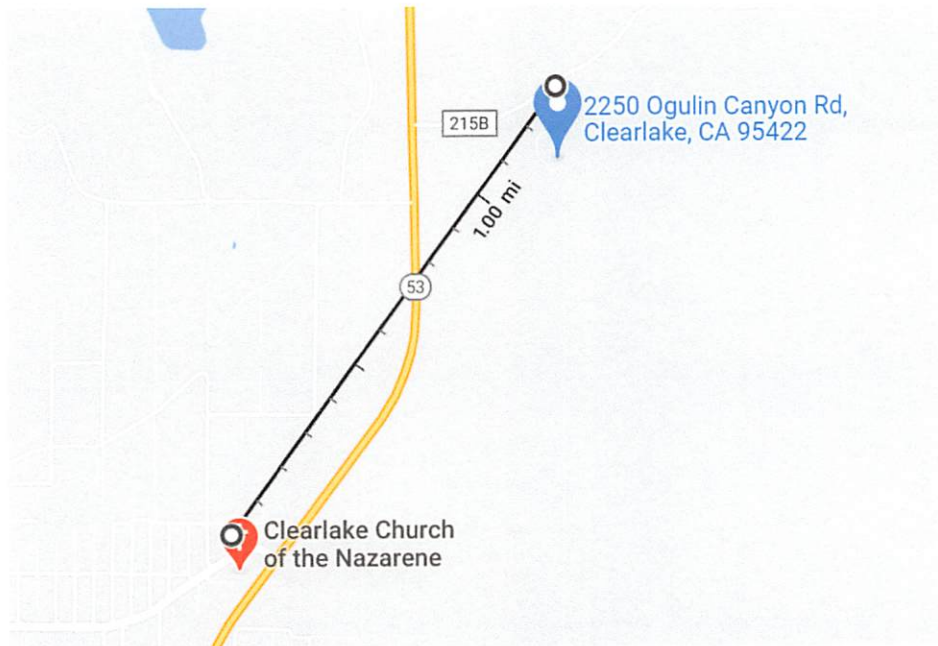 215B
2250 Ogulin Canyon Rd,
Clearlake, CA 95422
1.00 mi
53
Clearlake Church
of the Nazarene